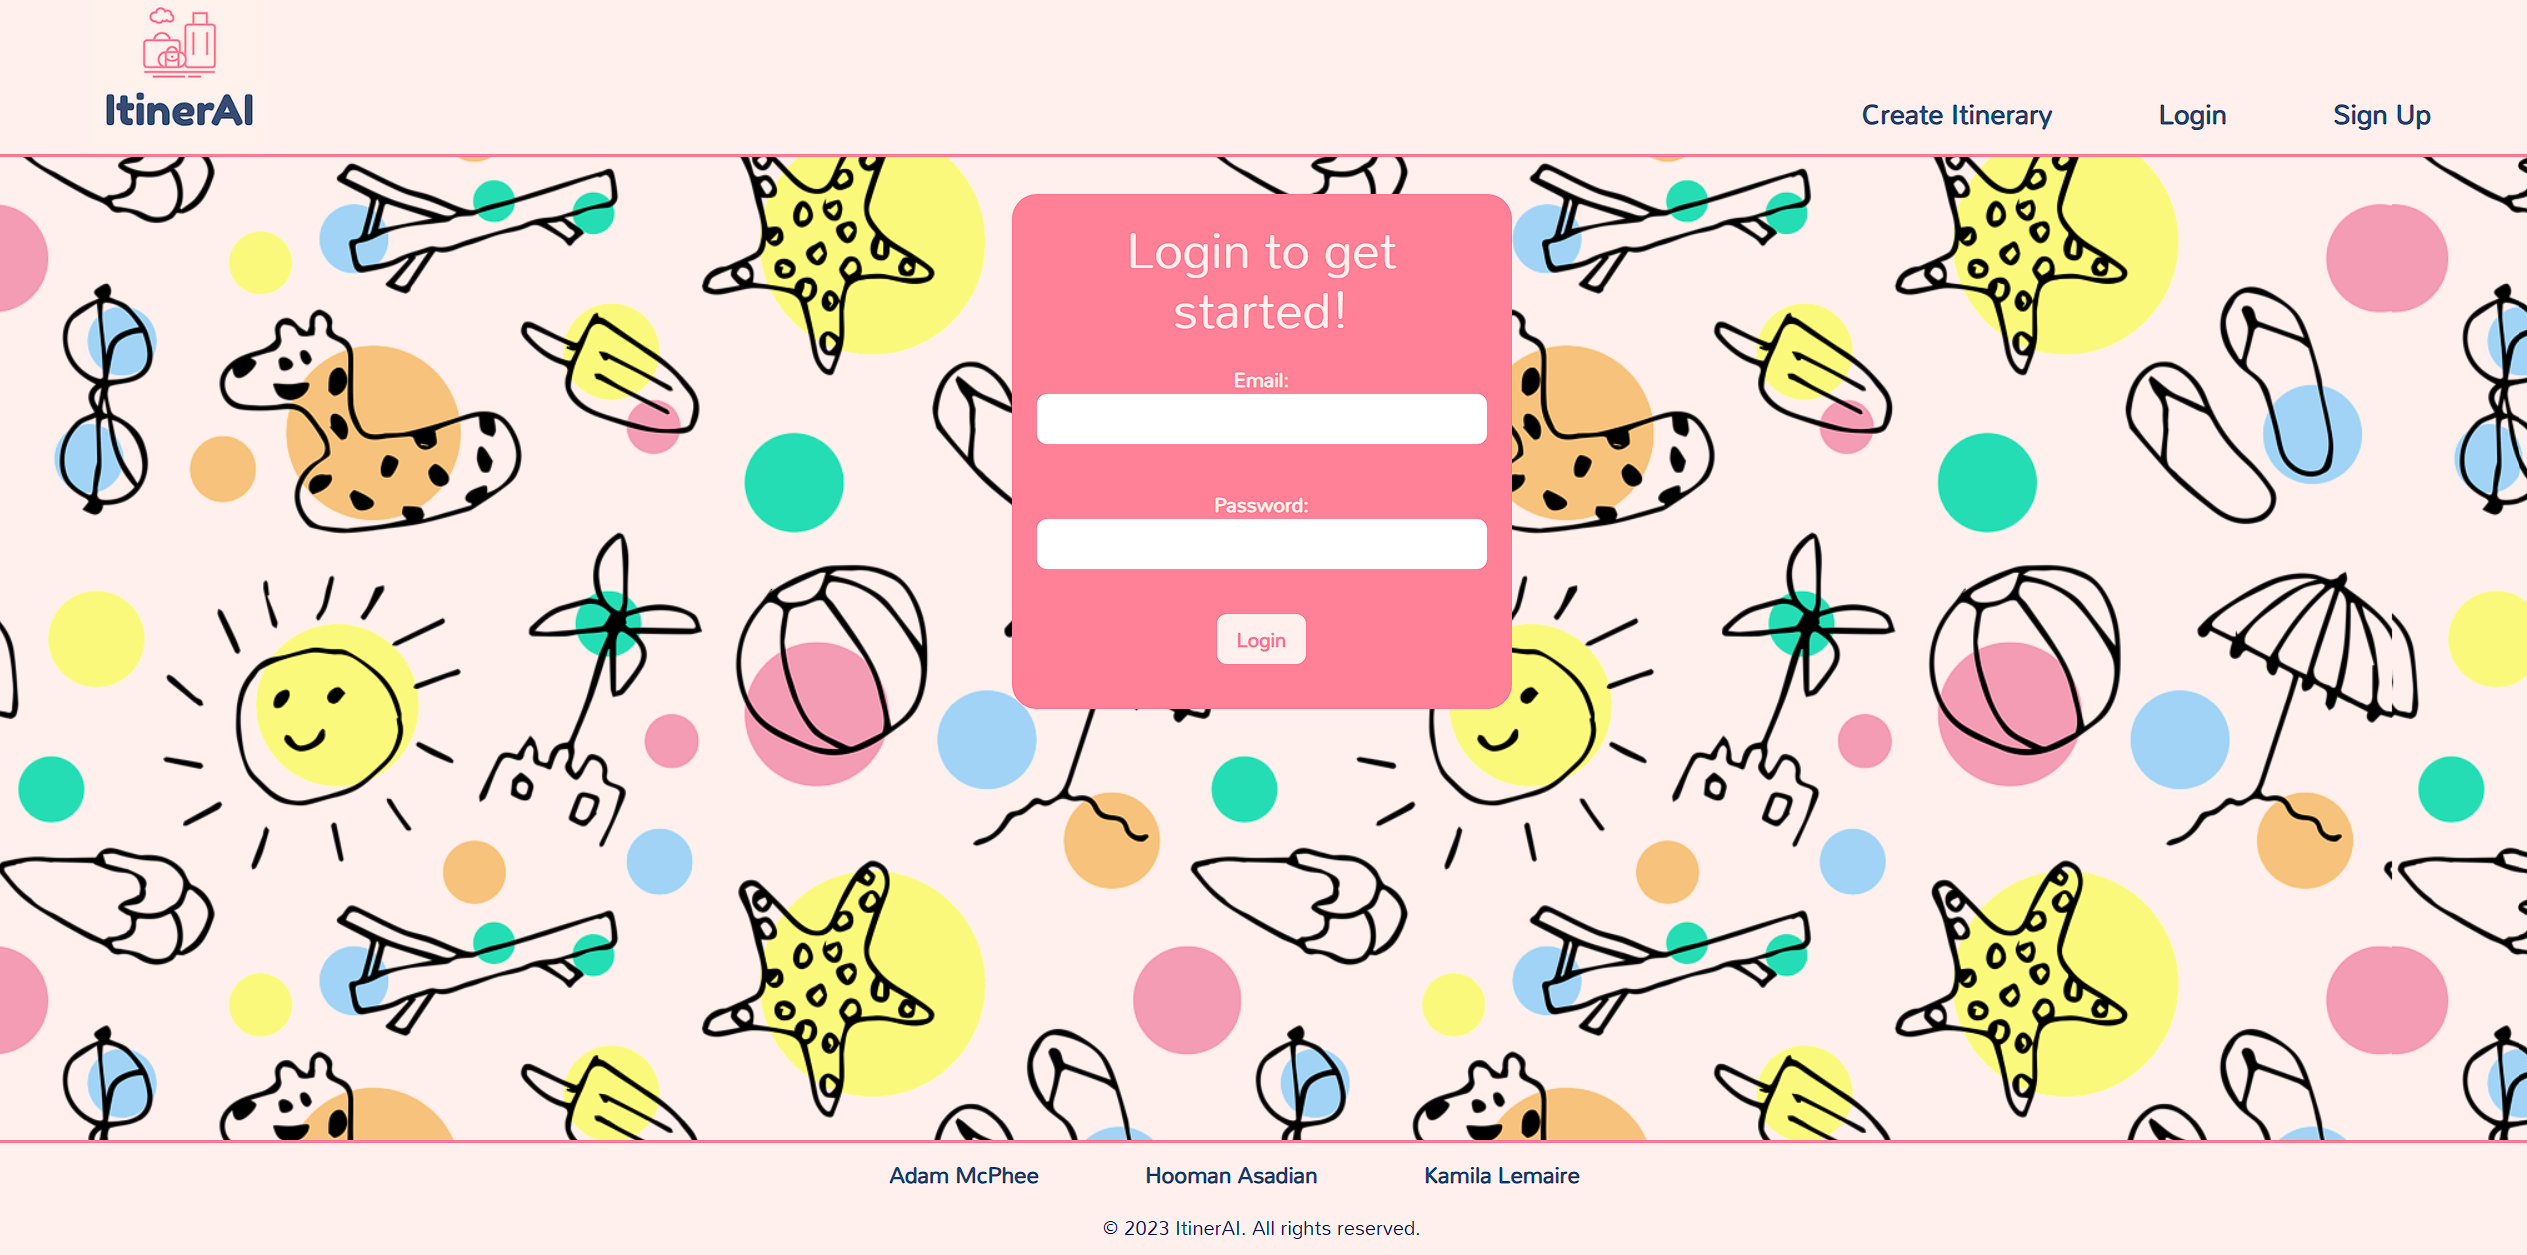 ItinerAI
Create Itinerary
Login
Sign Up
Login to get
started!
Email:
Password:
Login
Adam McPhee
Hooman Asadian
Kamila Lemaire
© 2023 ItinerAI. All rights reserved.